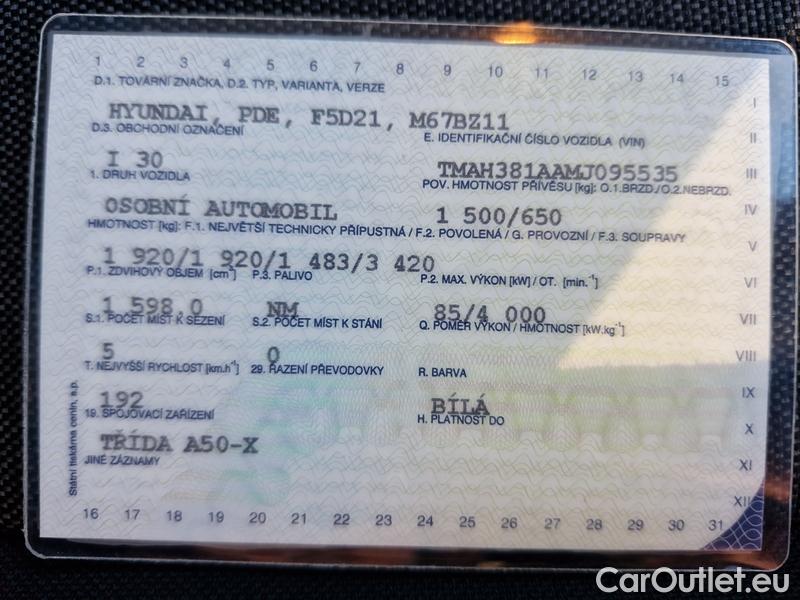 1 2 3 4 5 6 7 8 9 10 11 12 13 14 15
D.1. TOVÁRNÍ ZNAČKA, D.2. TYP, VARIANTA, VERZE
I
HYUNDAI, PDE, F5D21, M67BZ11
D.3. OBCHODNÍ OZNAČENÍ E. IDENTIFIKAČNÍ ČÍSLO VOZIDLA (VIN) II
I 30 TMAH381AAMJ095535 III
1. DRUH VOZIDLA POV. HMOTNOST PŘÍVĚSU [kg]: O.1.BRZD./O.2.NEBRZD.
OSOBNÍ AUTOMOBIL 1 500/650 IV
HMOTNOST [kg]: F.1. NEJVĚTŠÍ TECHNICKY PŘÍPUSTNÁ / F.2. POVOLENÁ / G. PROVOZNÍ / F.3. SOUPRAVY
V
1 920/1 920/1 483/3 420
P.1. ZDVIHOVÝ OBJEM [cm³] P.3. PALIVO P.2. MAX. VÝKON [kW] / OT. [min.⁻¹] VI
1 598,0 NM 85/4 000
S.1. POČET MÍST K SEZENÍ S.2. POČET MÍST K STÁNÍ Q. POMĚR VÝKON / HMOTNOST [kW.kg⁻¹] VII
5 0 VIII
T. NEJVYŠŠÍ RYCHLOST [km.h⁻¹] 29. ŘAZENÍ PŘEVODOVKY R. BARVA
192 BÍLÁ IX
19. SPOJOVACÍ ZAŘÍZENÍ H. PLATNOST DO
X
TŘÍDA A50-X
JINÉ ZÁZNAMY XI
XII
16 17 18 19 20 21 22 23 24 25 26 27 28 29 30 31
Státní tiskárna cenin, s.p.
CarOutlet.eu